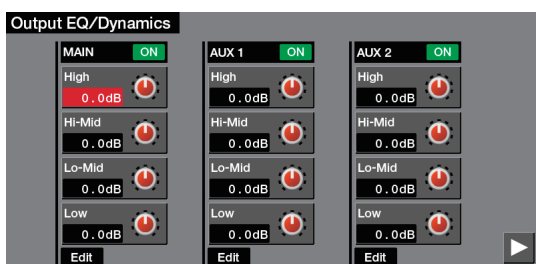 Output EQ/Dynamics
MAIN ON
High
0.0dB
Hi-Mid
0.0dB
Lo-Mid
0.0dB
Low
0.0dB
Edit
AUX 1 ON
High
0.0dB
Hi-Mid
0.0dB
Lo-Mid
0.0dB
Low
0.0dB
Edit
AUX 2 ON
High
0.0dB
Hi-Mid
0.0dB
Lo-Mid
0.0dB
Low
0.0dB
Edit